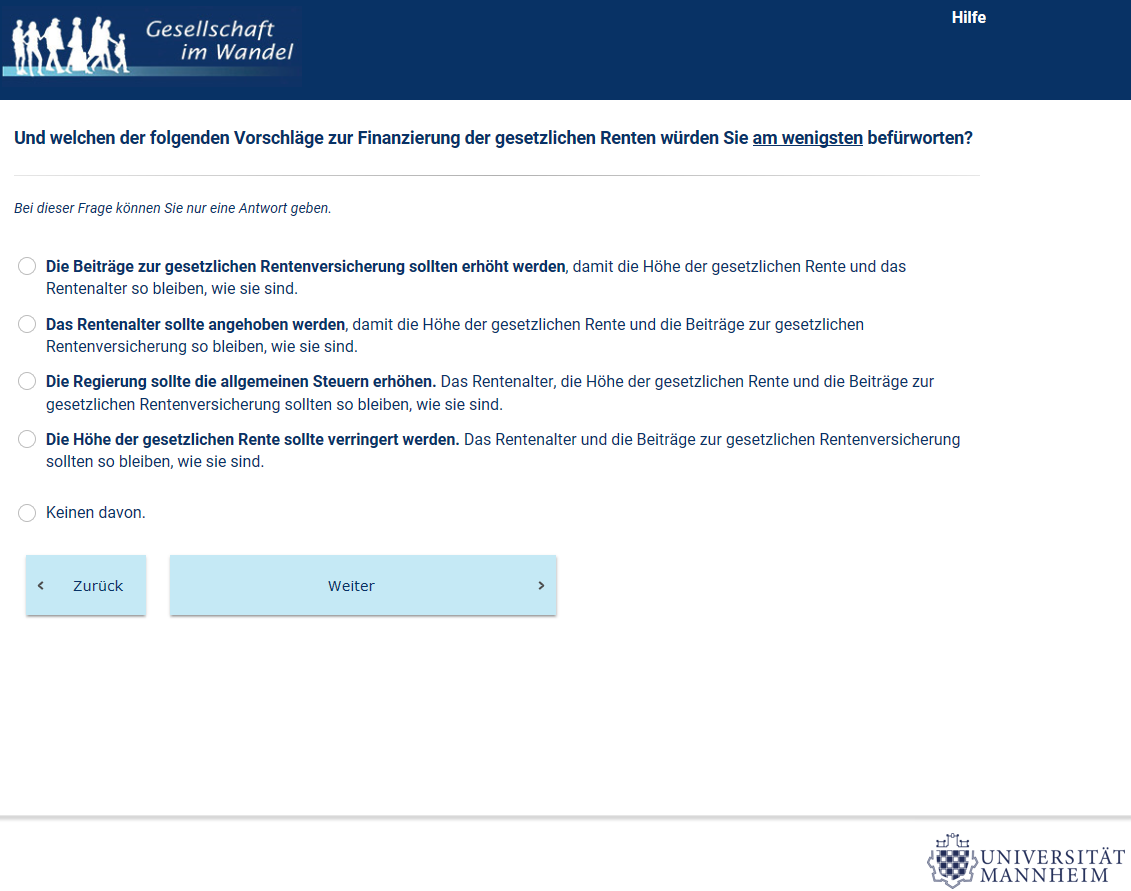 Gesellschaft
im Wandel
Hilfe
Und welchen der folgenden Vorschläge zur Finanzierung der gesetzlichen Renten würden Sie am wenigsten befürworten?
Bei dieser Frage können Sie nur eine Antwort geben.
Die Beiträge zur gesetzlichen Rentenversicherung sollten erhöht werden, damit die Höhe der gesetzlichen Rente und das
Rentenalter so bleiben, wie sie sind.
Das Rentenalter sollte angehoben werden, damit die Höhe der gesetzlichen Rente und die Beiträge zur gesetzlichen
Rentenversicherung so bleiben, wie sie sind.
Die Regierung sollte die allgemeinen Steuern erhöhen. Das Rentenalter, die Höhe der gesetzlichen Rente und die Beiträge zur
gesetzlichen Rentenversicherung sollten so bleiben, wie sie sind.
Die Höhe der gesetzlichen Rente sollte verringert werden. Das Rentenalter und die Beiträge zur gesetzlichen Rentenversicherung
sollten so bleiben, wie sie sind.
Keinen davon.
‹ Zurück
Weiter ›
UNIVERSITÄT
MANNHEIM